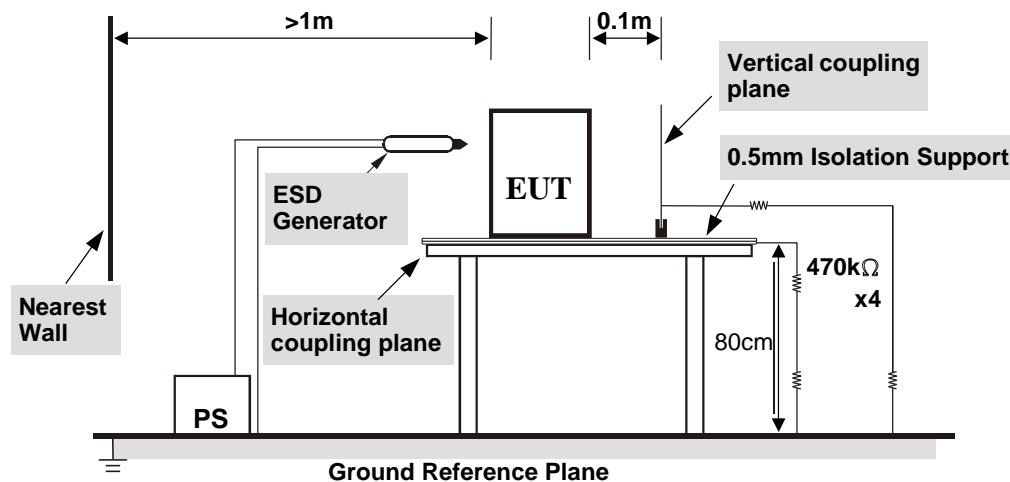 >1m
0.1m
Vertical coupling
plane
0.5mm Isolation Support
ESD
Generator
EUT
470kΩ
x4
Nearest
Wall
Horizontal
coupling plane
80cm
PS
Ground Reference Plane